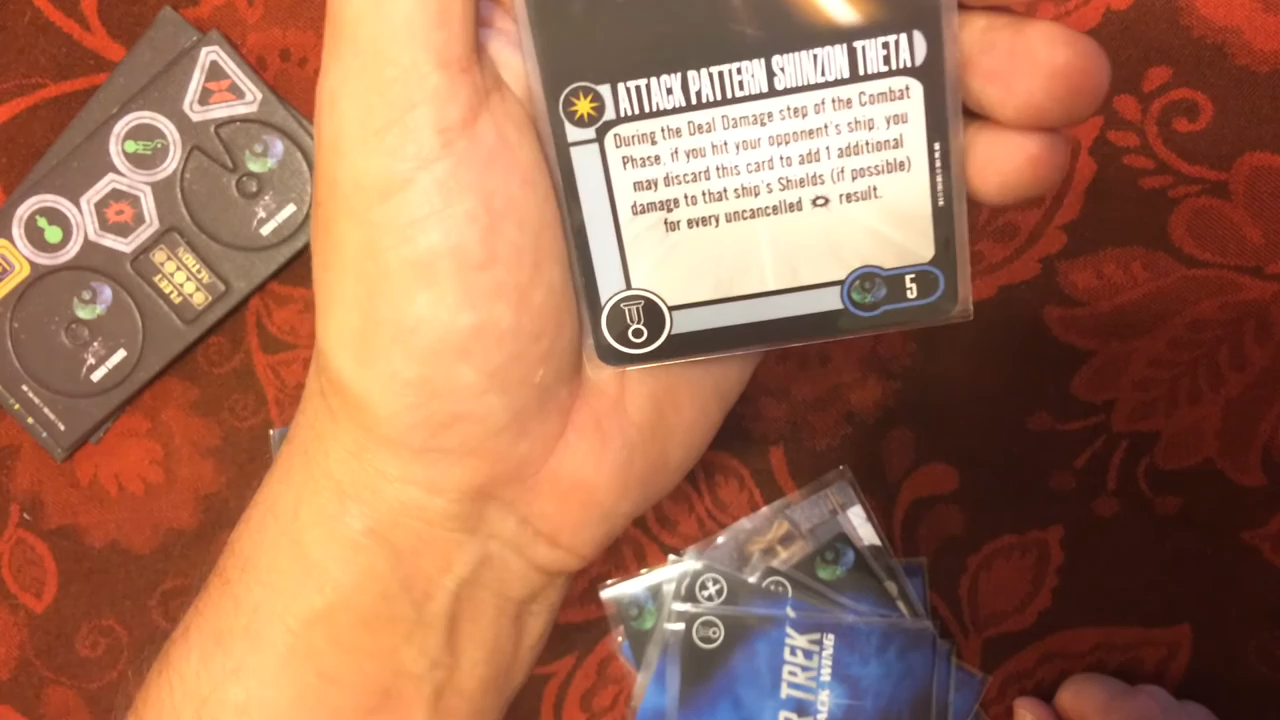 ATTACK PATTERN SHINZON THETA
During the Deal Damage step of the Combat
Phase, if you hit your opponent's ship, you
may discard this card to add 1 additional
damage to that ship's Shields (if possible)
for every uncancelled result.
5
FLEET
ACTION
TREK
WING